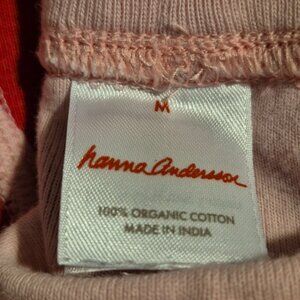 M
hanna andersson
100% ORGANIC COTTON
MADE IN INDIA